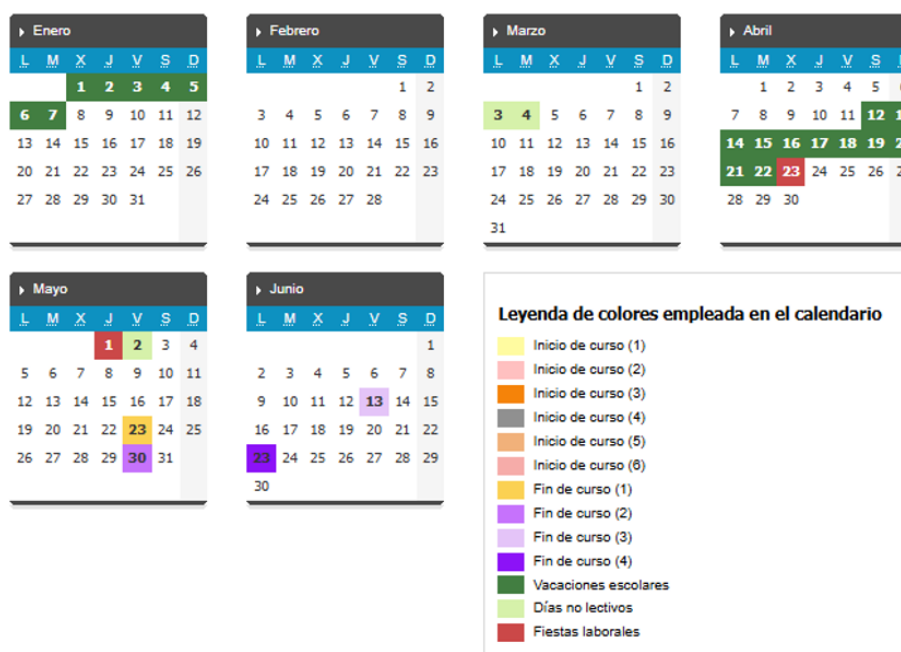 Enero
L M X J V S D
1 2 3 4 5
6 7 8 9 10 11 12
13 14 15 16 17 18 19
20 21 22 23 24 25 26
27 28 29 30 31
Febrero
L M X J V S D
1 2
3 4 5 6 7 8 9
10 11 12 13 14 15 16
17 18 19 20 21 22 23
24 25 26 27 28
Marzo
L M X J V S D
1 2
3 4 5 6 7 8 9
10 11 12 13 14 15 16
17 18 19 20 21 22 23
24 25 26 27 28 29 30
31
Abril
L M X J V S
1 2 3 4 5
7 8 9 10 11 12
14 15 16 17 18 19
21 22 23 24 25 26
28 29 30
Mayo
L M X J V S D
1 2 3 4
5 6 7 8 9 10 11
12 13 14 15 16 17 18
19 20 21 22 23 24 25
26 27 28 29 30 31
Junio
L M X J V S D
1
2 3 4 5 6 7 8
9 10 11 12 13 14 15
16 17 18 19 20 21 22
23 24 25 26 27 28 29
30
Leyenda de colores empleada en el calendario
Inicio de curso (1)
Inicio de curso (2)
Inicio de curso (3)
Inicio de curso (4)
Inicio de curso (5)
Inicio de curso (6)
Fin de curso (1)
Fin de curso (2)
Fin de curso (3)
Fin de curso (4)
Vacaciones escolares
Días no lectivos
Fiestas laborales